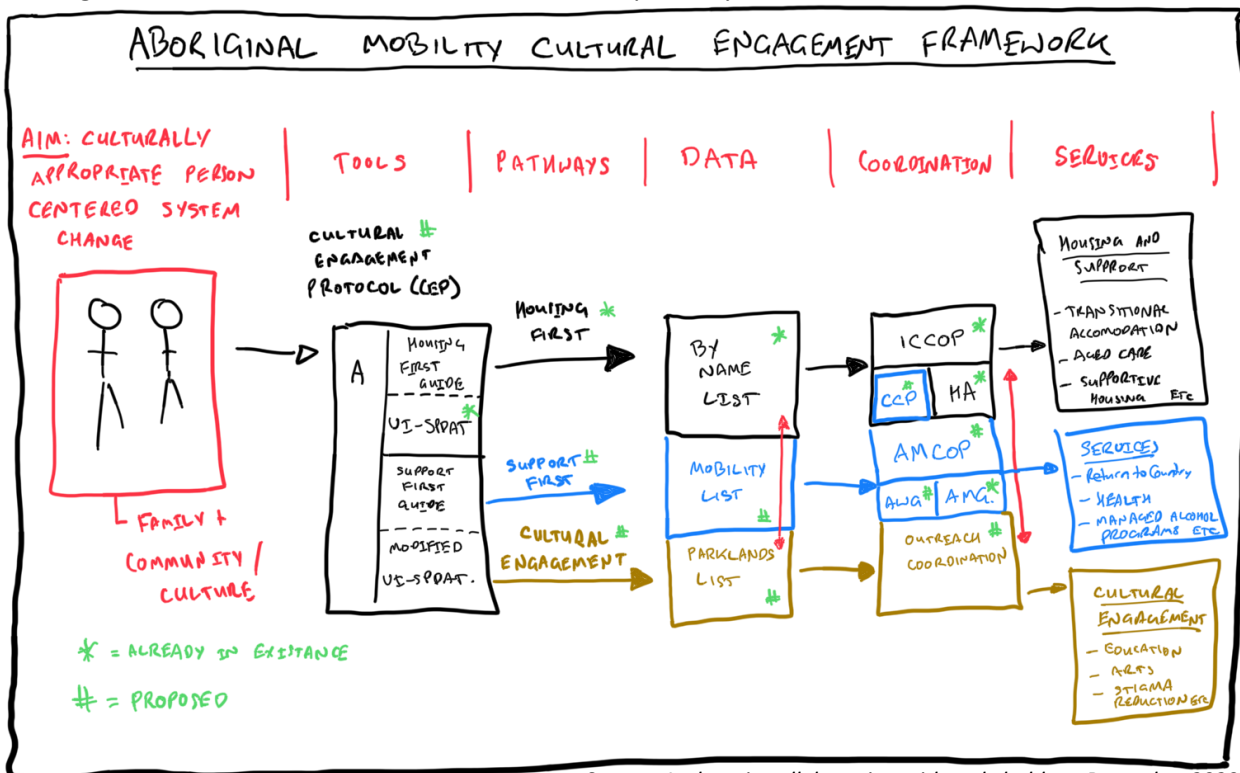 ABORIGINAL MOBILITY CULTURAL ENGAGEMENT FRAMEWORK
AIM: CULTURALLY
APPROPRIATE PERSON
CENTERED SYSTEM
CHANGE
TOOLS
PATHWAYS
DATA
COORDINATION
SERVICES
FAMILY +
COMMUNITY /
CULTURE
CULTURAL #
ENGAGEMENT
PROTOCOL (CEP)
A
HOUSING
FIRST
GUIDE
VI-SPDAT *
SUPPORT
FIRST
GUIDE
MODIFIED
VI-SPDAT.
HOUSING *
FIRST
SUPPORT #
FIRST
CULTURAL #
ENGAGEMENT
BY *
NAME
LIST
MOBILITY
LIST
#
PARKLANDS
LIST
#
ICCOP *
CCP #
HA *
AMCOP #
AWG #
AMG. *
OUTREACH #
COORDINATION
HOUSING AND
SUPPORT
- TRANSITIONAL
ACCOMODATION
- AGED CARE
- SUPPORTIVE
HOUSING ETC
SERVICES
- Return to Country
- HEALTH
- MANAGED ALCOHOL
PROGRAMS ETC
CULTURAL
ENGAGEMENT
- EDUCATION
- ARTS
- STIGMA
REDUCTION ETC
* = ALREADY IN EXISTANCE
# = PROPOSED